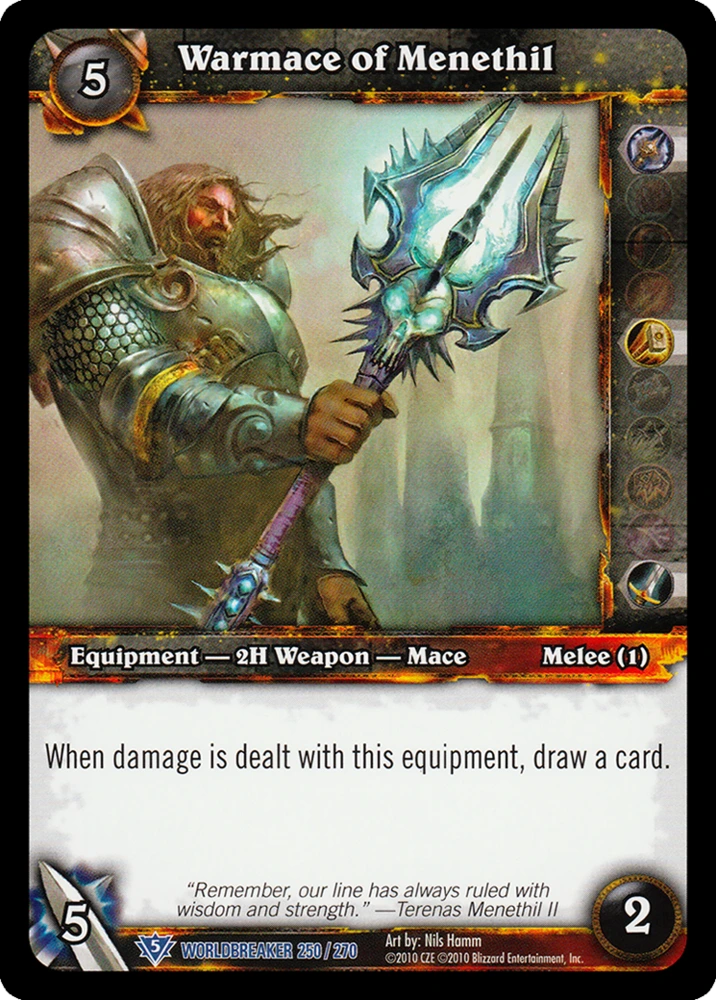 5
Warmace of Menethil
Equipment — 2H Weapon — Mace Melee (1)
When damage is dealt with this equipment, draw a card.
"Remember, our line has always ruled with
wisdom and strength." —Terenas Menethil II
5
2
5 WORLDBREAKER 250 / 270
Art by: Nils Hamm
©2010 CZE ©2010 Blizzard Entertainment, Inc.